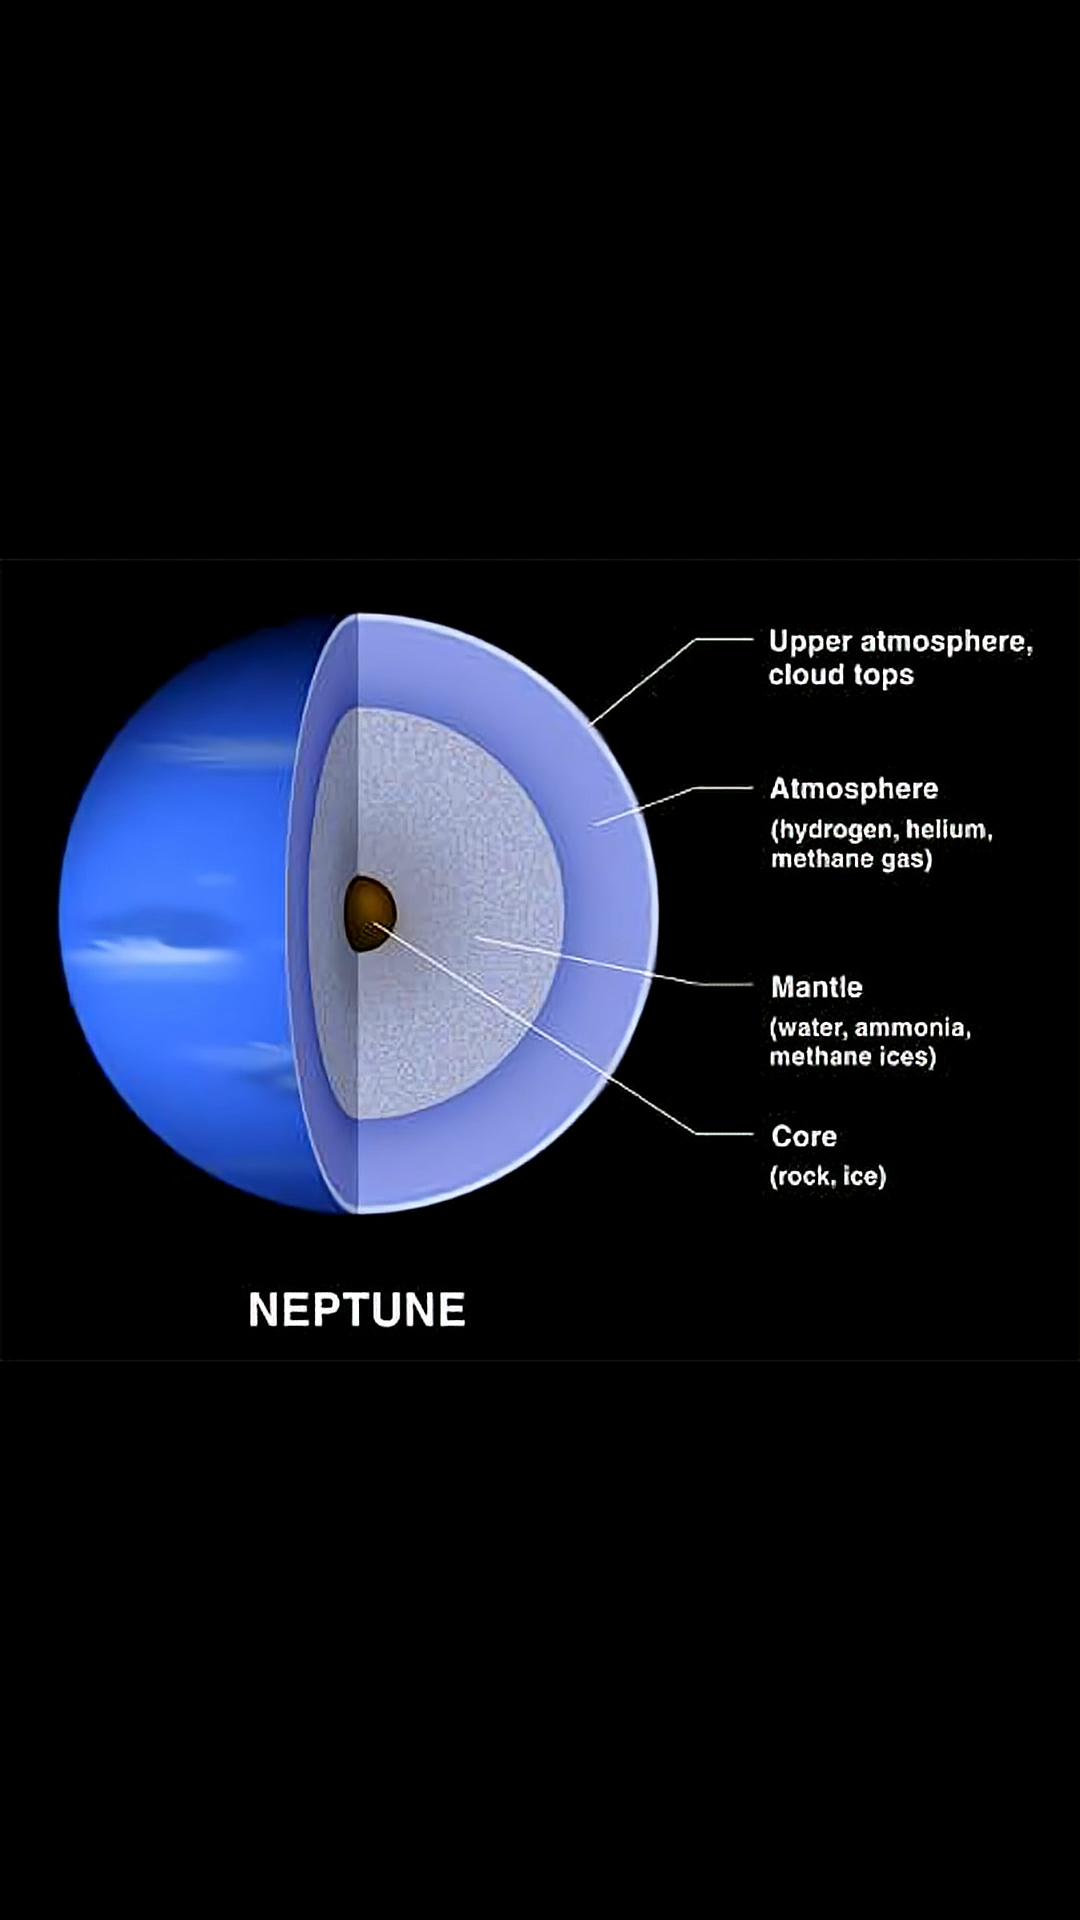 Upper atmosphere,
cloud tops
Atmosphere
(hydrogen, helium,
methane gas)
Mantle
(water, ammonia,
methane ices)
Core
(rock, ice)
NEPTUNE